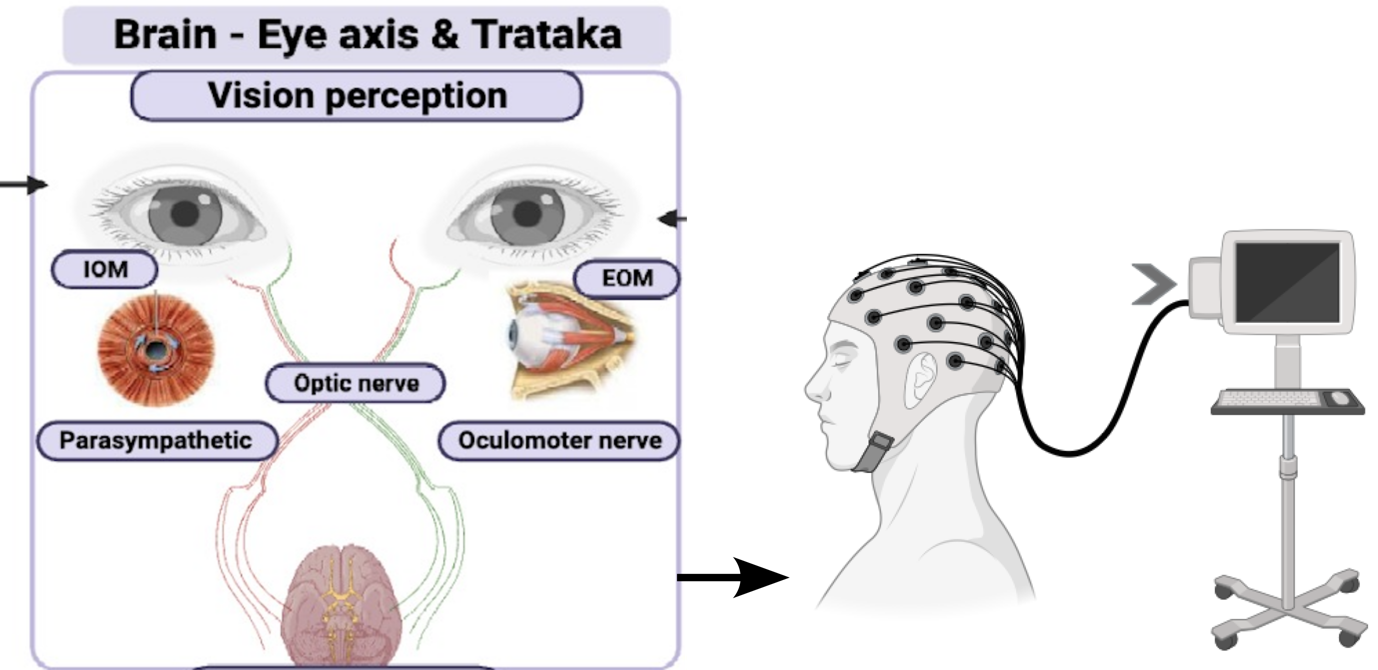 Brain - Eye axis & Trataka
Vision perception
IOM
EOM
Optic nerve
Parasympathetic
Oculomoter nerve